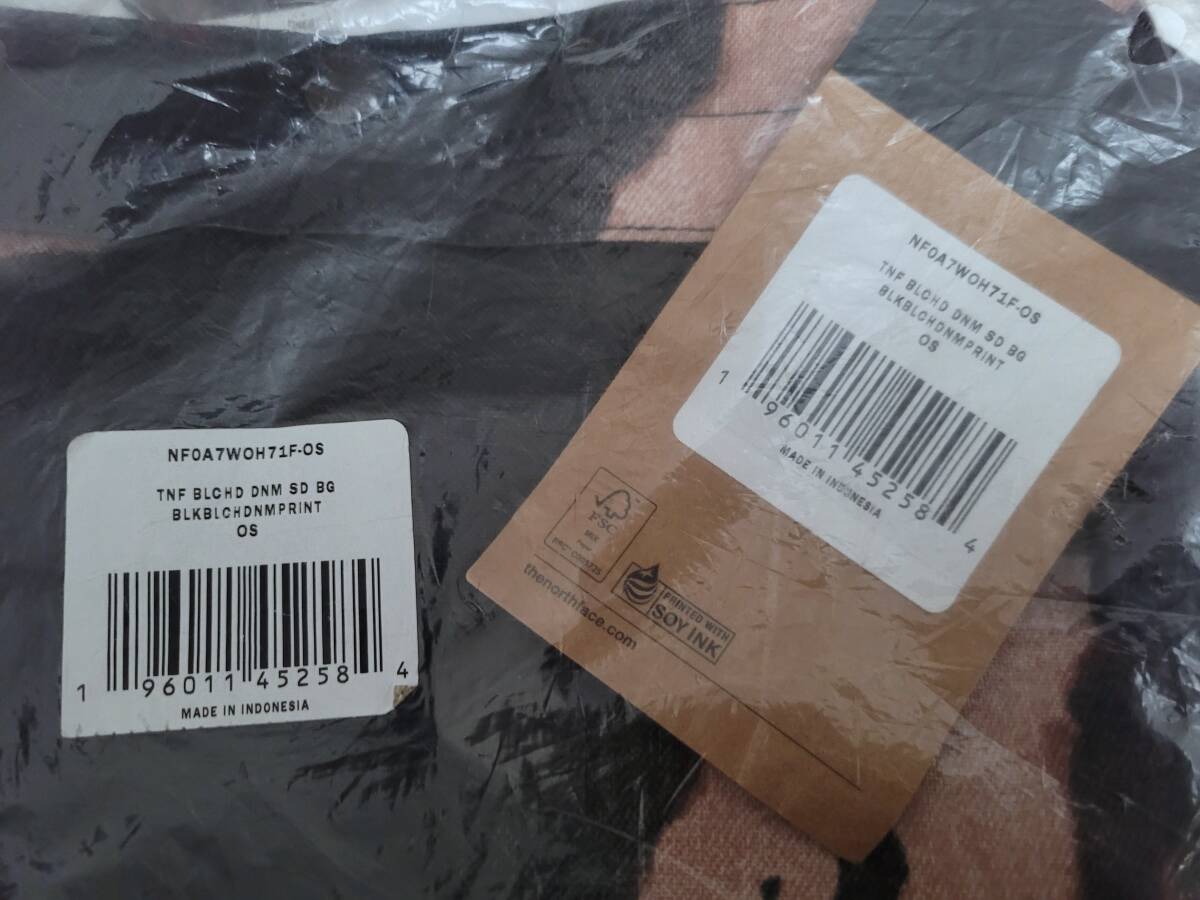 NF0A7WOH71F-OS
TNF BLCHD DNM SD BG
BLKBLCHDNMPRINT
OS
1 96011 45258 4
MADE IN INDONESIA
NF0A7WOH71F-OS
TNF BLCHD DNM SD BG
BLKBLCHDNMPRINT
OS
1 96011 45258 4
MADE IN INDONESIA
FSC
MIX
Paper
thenorthface.com
PRINTED WITH
SOY INK